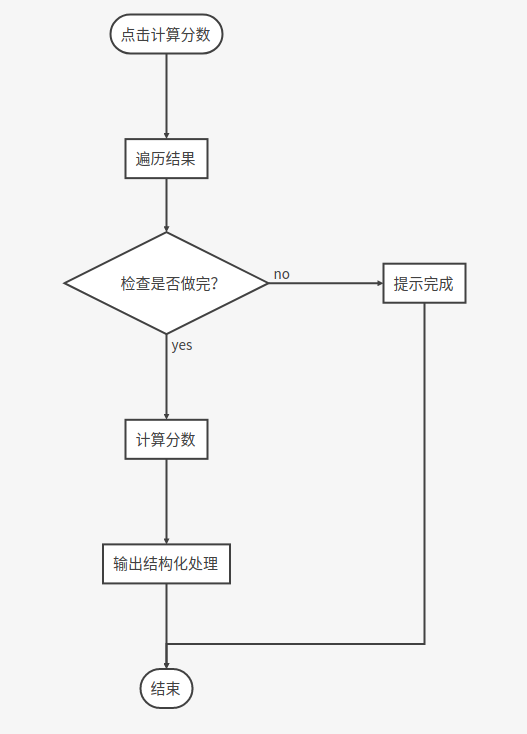 点击计算分数
遍历结果
检查是否做完?
no
提示完成
yes
计算分数
输出结构化处理
结束